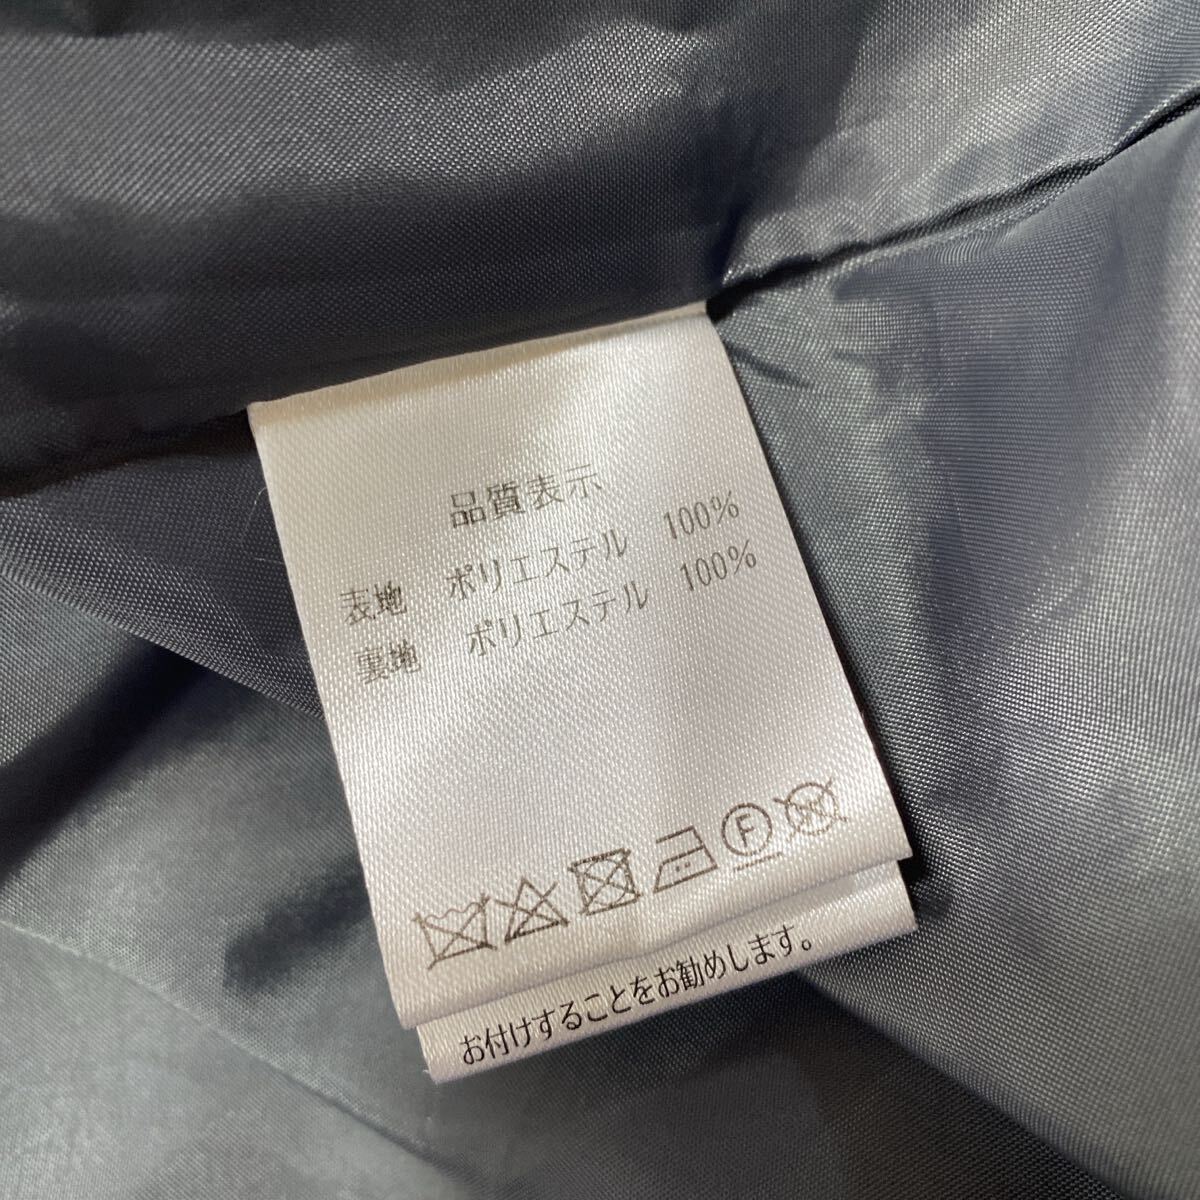 品質表示
表地 ポリエステル 100%
裏地 ポリエステル 100%
F W
お付けすることをお勧めします。